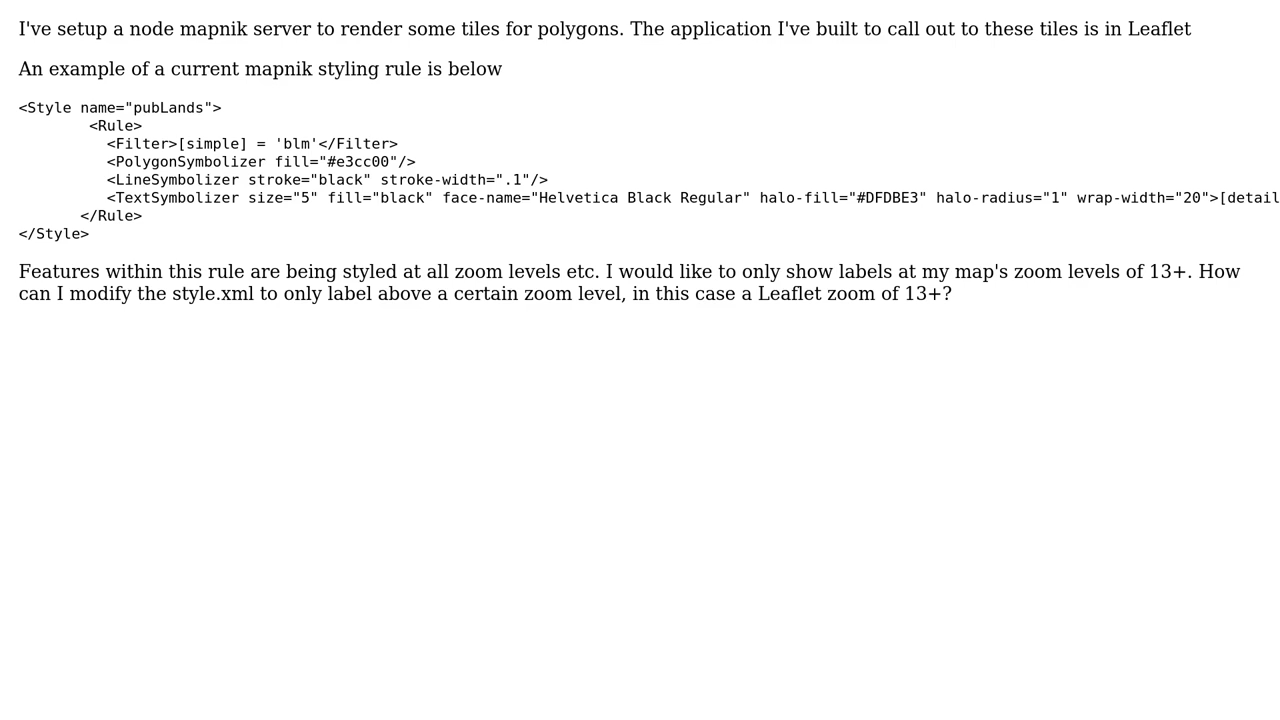 I've setup a node mapnik server to render some tiles for polygons. The application I've built to call out to these tiles is in Leaflet
An example of a current mapnik styling rule is below
<Style name="pubLands">
<Rule>
<Filter>[simple] = 'blm'</Filter>
<PolygonSymbolizer fill="#e3cc00"/>
<LineSymbolizer stroke="black" stroke-width=".1"/>
<TextSymbolizer size="5" fill="black" face-name="Helvetica Black Regular" halo-fill="#DFDBE3" halo-radius="1" wrap-width="20">[detail
</Rule>
</Style>
Features within this rule are being styled at all zoom levels etc. I would like to only show labels at my map's zoom levels of 13+. How
can I modify the style.xml to only label above a certain zoom level, in this case a Leaflet zoom of 13+?